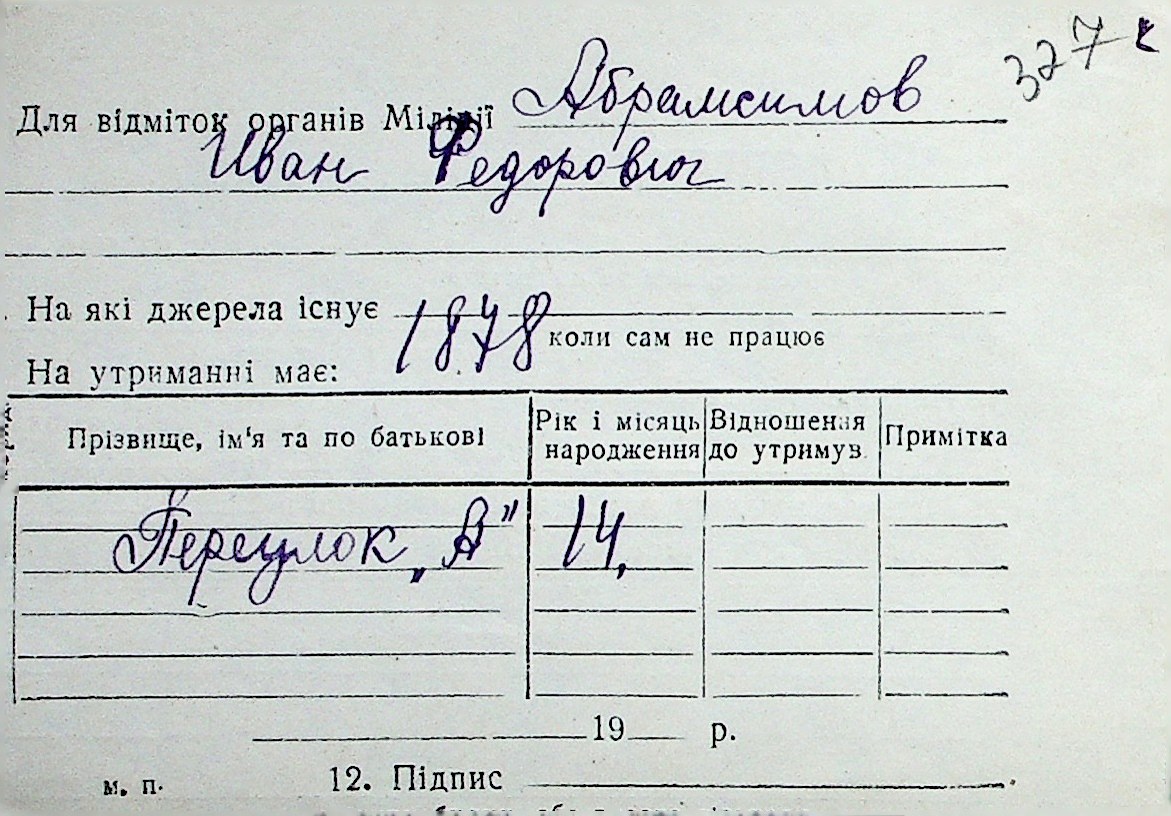 327
Для відміток органів Міліції Абрамсимов
Иван Федорович
На які джерела існує 1878 коли сам не працює
На утриманні має:
Прізвище, ім'я та по батькові Рік і місяць народження Відношення до утримув. Примітка
Переулок „А" 14,
19 р.
м. п. 12. Підпис